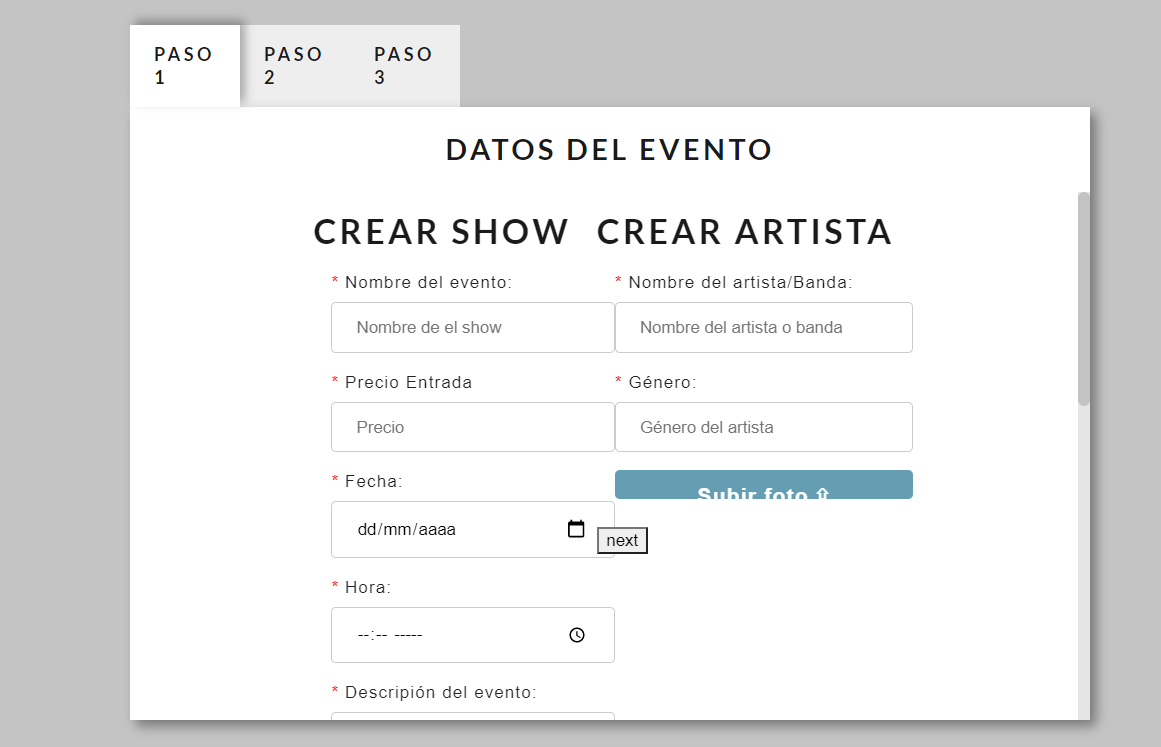 PASO 1
PASO 2
PASO 3
DATOS DEL EVENTO
CREAR SHOW
* Nombre del evento:
Nombre de el show
* Precio Entrada
Precio
* Fecha:
dd/mm/aaaa
* Hora:
--:-- -----
* Descripión del evento:
CREAR ARTISTA
* Nombre del artista/Banda:
Nombre del artista o banda
* Género:
Género del artista
Subir foto ⇧
next